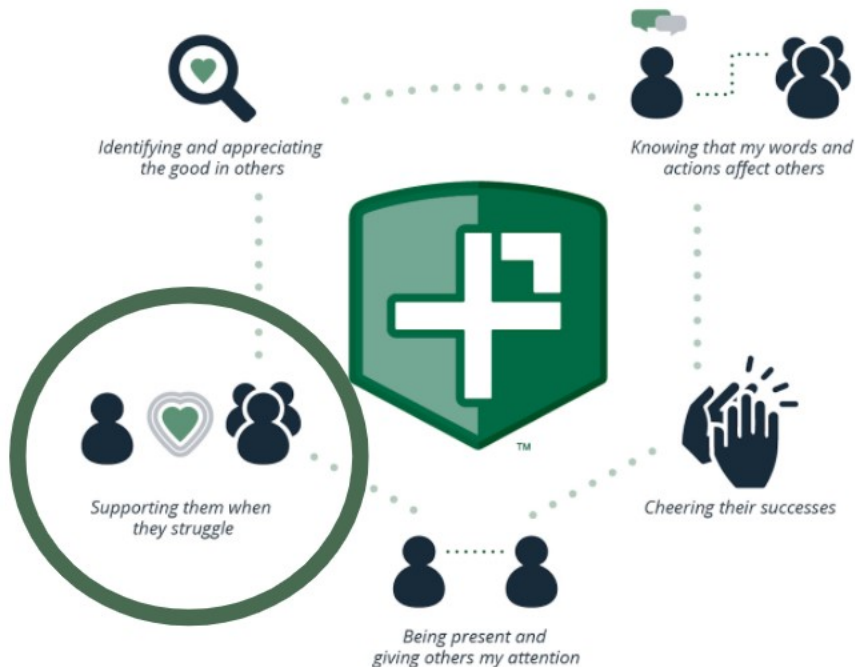 Identifying and appreciating
the good in others
Knowing that my words and
actions affect others
Supporting them when
they struggle
TM
Cheering their successes
Being present and
giving others my attention